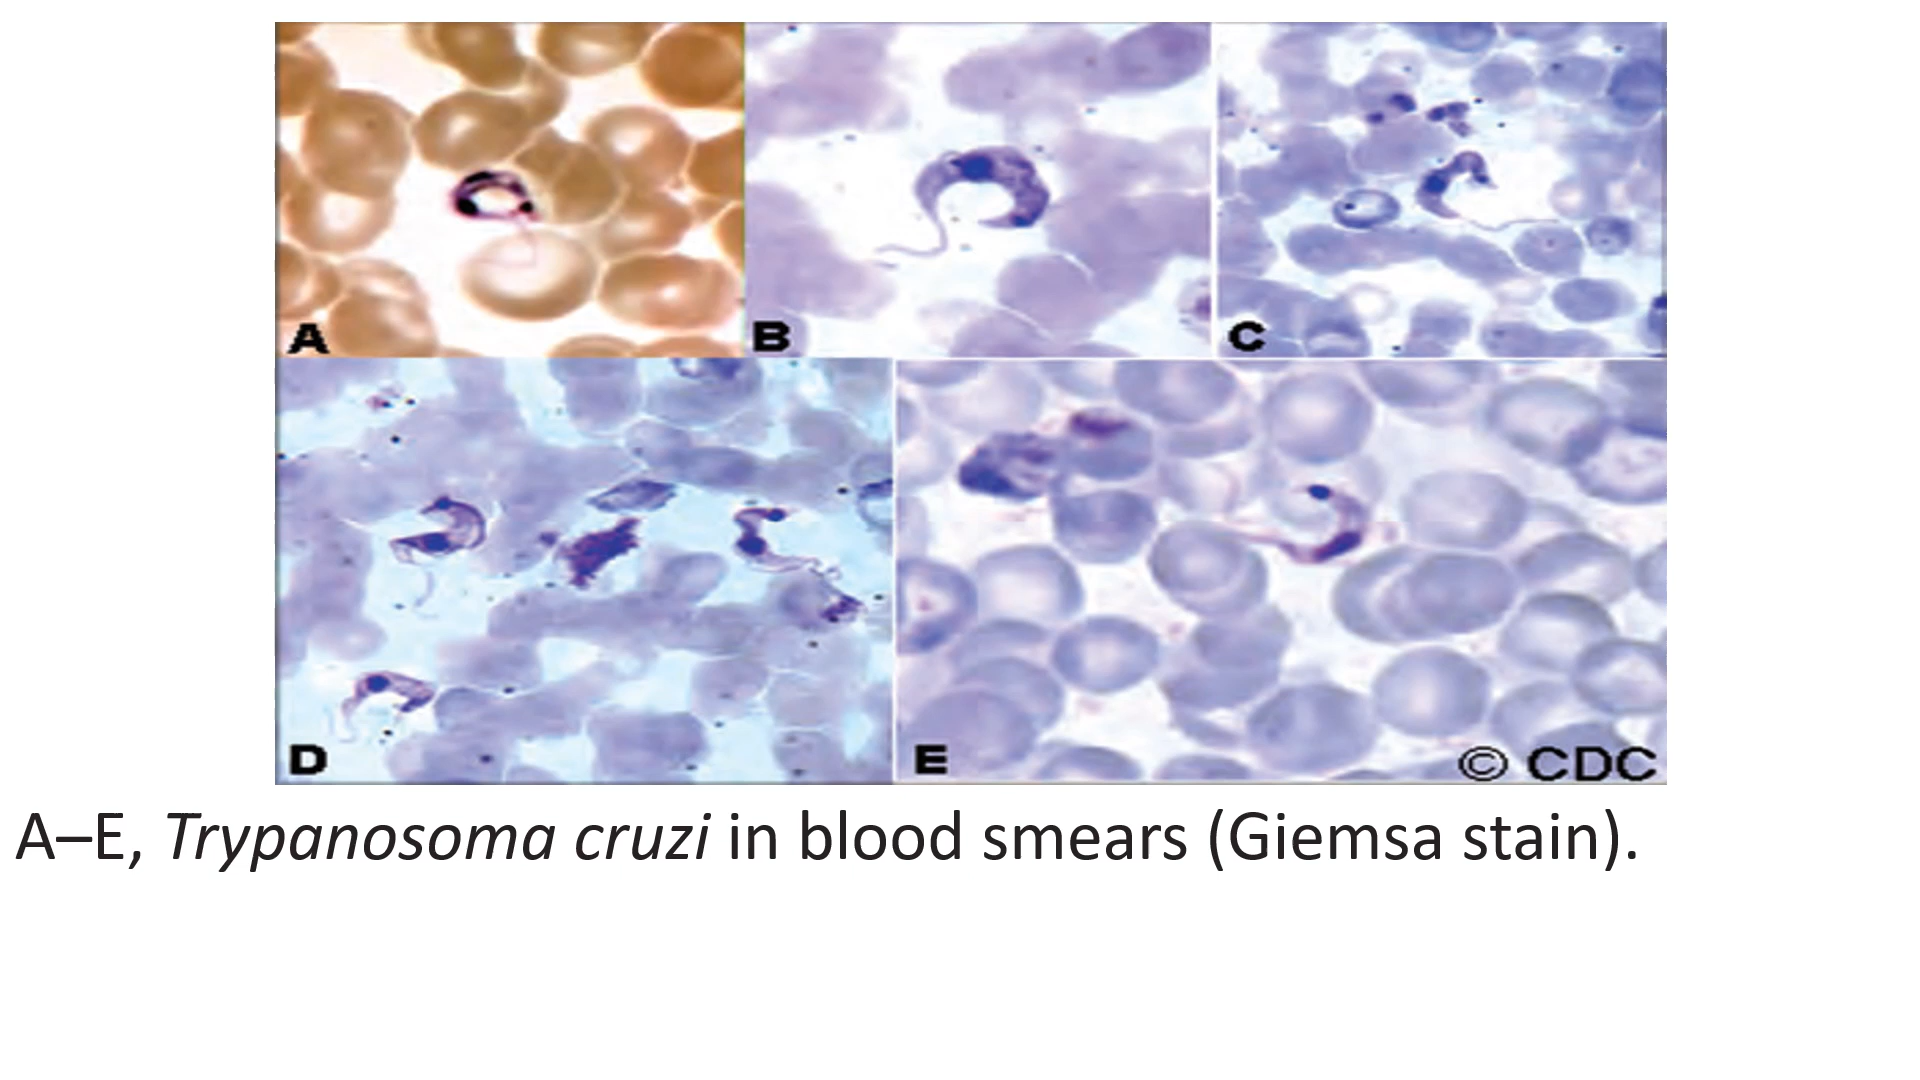 A
B
C
D
E
© CDC
A–E, Trypanosoma cruzi in blood smears (Giemsa stain).